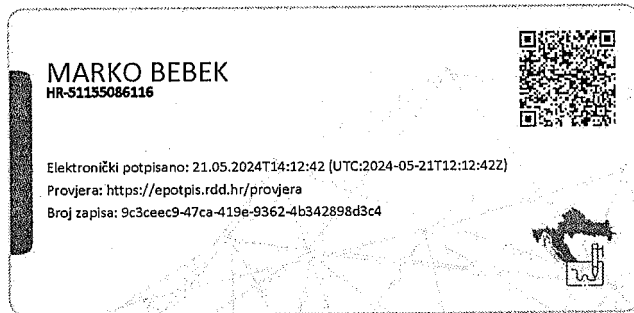 MARKO BEBEK
HR-51155086116
Elektronički potpisano: 21.05.2024T14:12:42 (UTC:2024-05-21T12:12:42Z)
Provjera: https://epotpis.rdd.hr/provjera
Broj zapisa: 9c3ceec9-47ca-419e-9362-4b342898d3c4